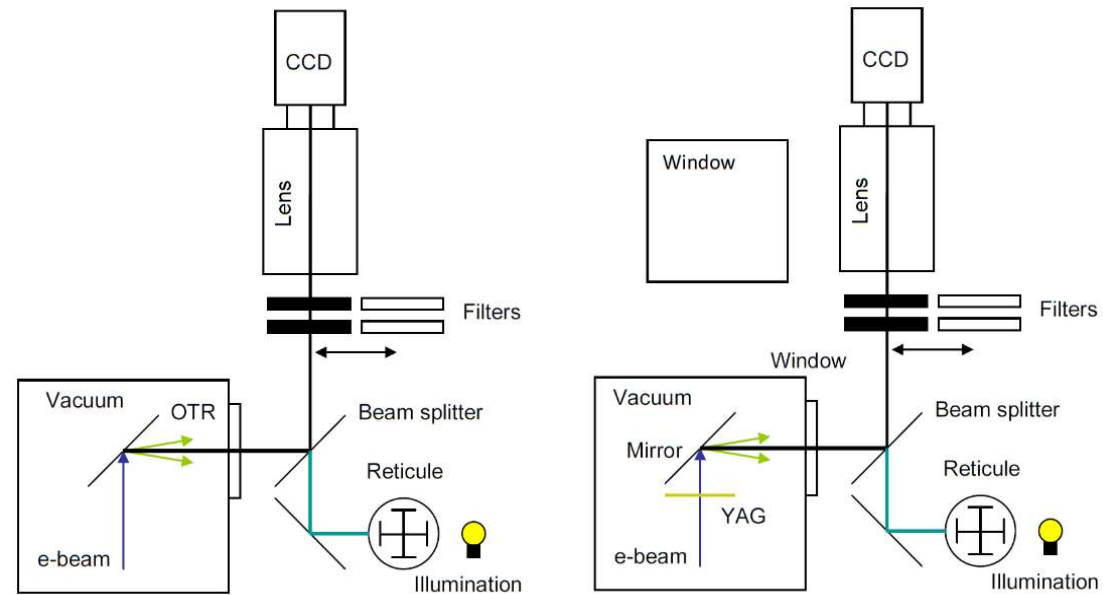 CCD
Lens
Filters
Vacuum
OTR
Beam splitter
Reticule
e-beam
Illumination
CCD
Window
Lens
Filters
Window
Vacuum
Beam splitter
Mirror
Reticule
YAG
e-beam
Illumination